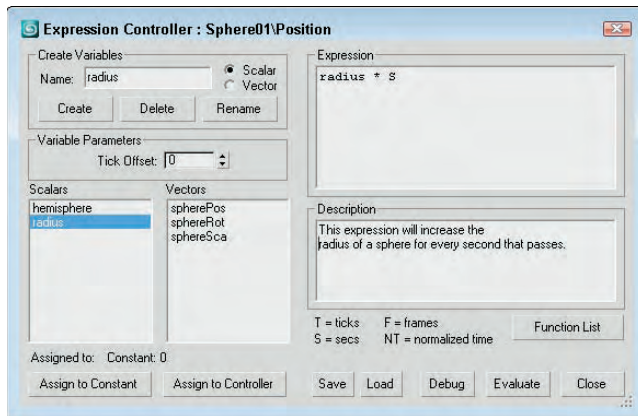 Expression Controller : Sphere01\Position
Create Variables
Name: radius
Scalar
Vector
Create Delete Rename
Variable Parameters
Tick Offset: 0
Scalars Vectors
hemisphere
radius
spherePos
sphereRot
sphereSca
Assigned to: Constant: 0
Assign to Constant Assign to Controller
Expression
radius * S
Description
This expression will increase the
radius of a sphere for every second that passes.
T = ticks F = frames
S = secs NT = normalized time
Function List
Save Load Debug Evaluate Close